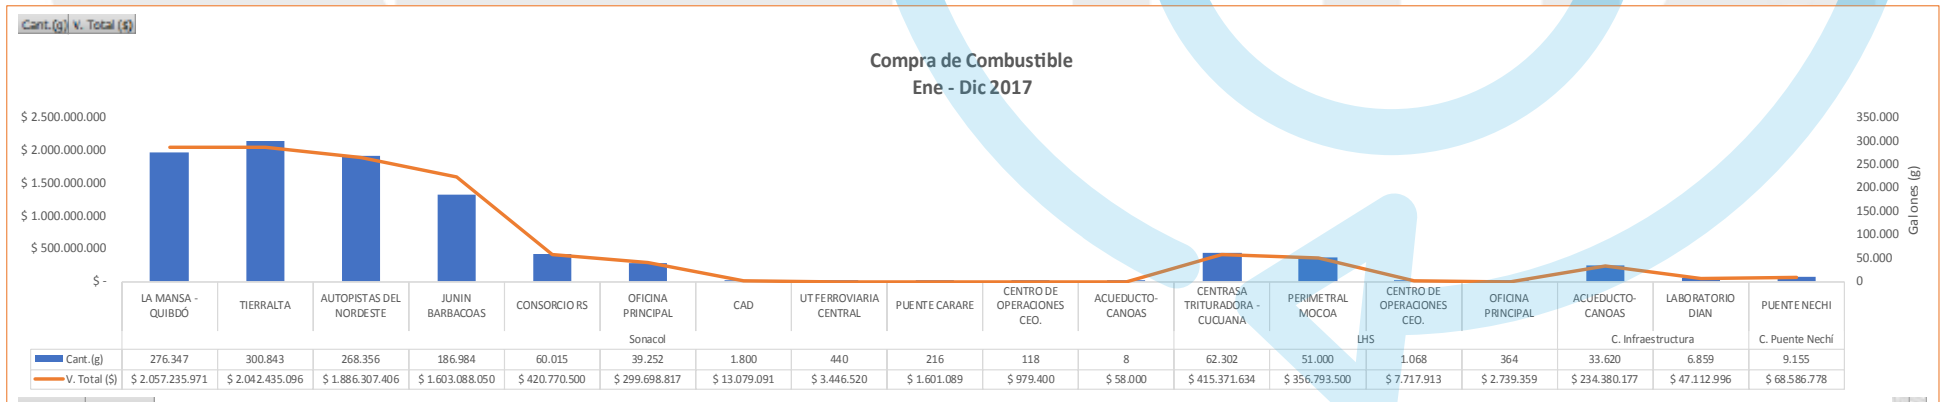 Cant.(g) V. Total ($)
Compra de Combustible
Ene - Dic 2017
$ 2.500.000.000
$ 2.000.000.000
$ 1.500.000.000
$ 1.000.000.000
$ 500.000.000
$ -
350.000
300.000
250.000
200.000
150.000
100.000
50.000
0
Galones (g)
LA MANSA - QUIBDÓ
TIERRALTA
AUTOPISTAS DEL NORDESTE
JUNIN BARBACOAS
CONSORCIO RS
OFICINA PRINCIPAL
CAD
UT FERROVIARIA CENTRAL
PUENTE CARARE
CENTRO DE OPERACIONES CEO.
ACUEDUCTO-CANOAS
CENTRASA TRITURADORA - CUCUANA
PERIMETRAL MOCOA
CENTRO DE OPERACIONES CEO.
OFICINA PRINCIPAL
ACUEDUCTO-CANOAS
LABORATORIO DIAN
PUENTE NECHI
Sonacol LHS C. Infraestructura C. Puente Nechí
Cant.(g) 276.347 300.843 268.356 186.984 60.015 39.252 1.800 440 216 118 8 62.302 51.000 1.068 364 33.620 6.859 9.155
V. Total ($) $ 2.057.235.971 $ 2.042.435.096 $ 1.886.307.406 $ 1.603.088.050 $ 420.770.500 $ 299.698.817 $ 13.079.091 $ 3.446.520 $ 1.601.089 $ 979.400 $ 58.000 $ 415.371.634 $ 356.793.500 $ 7.717.913 $ 2.739.359 $ 234.380.177 $ 47.112.996 $ 68.586.778